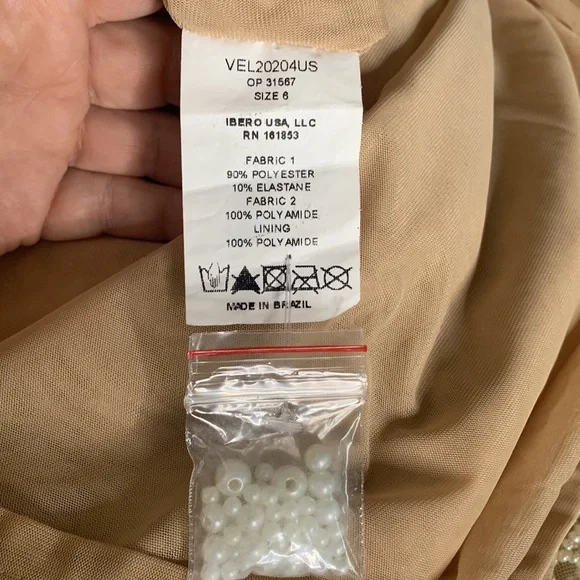 VEL20204US
OP 31567
SIZE 6
IBERO USA, LLC
RN 161853
FABRIC 1
90% POLYESTER
10% ELASTANE
FABRIC 2
100% POLYAMIDE
LINING
100% POLYAMIDE
MADE IN BRAZIL